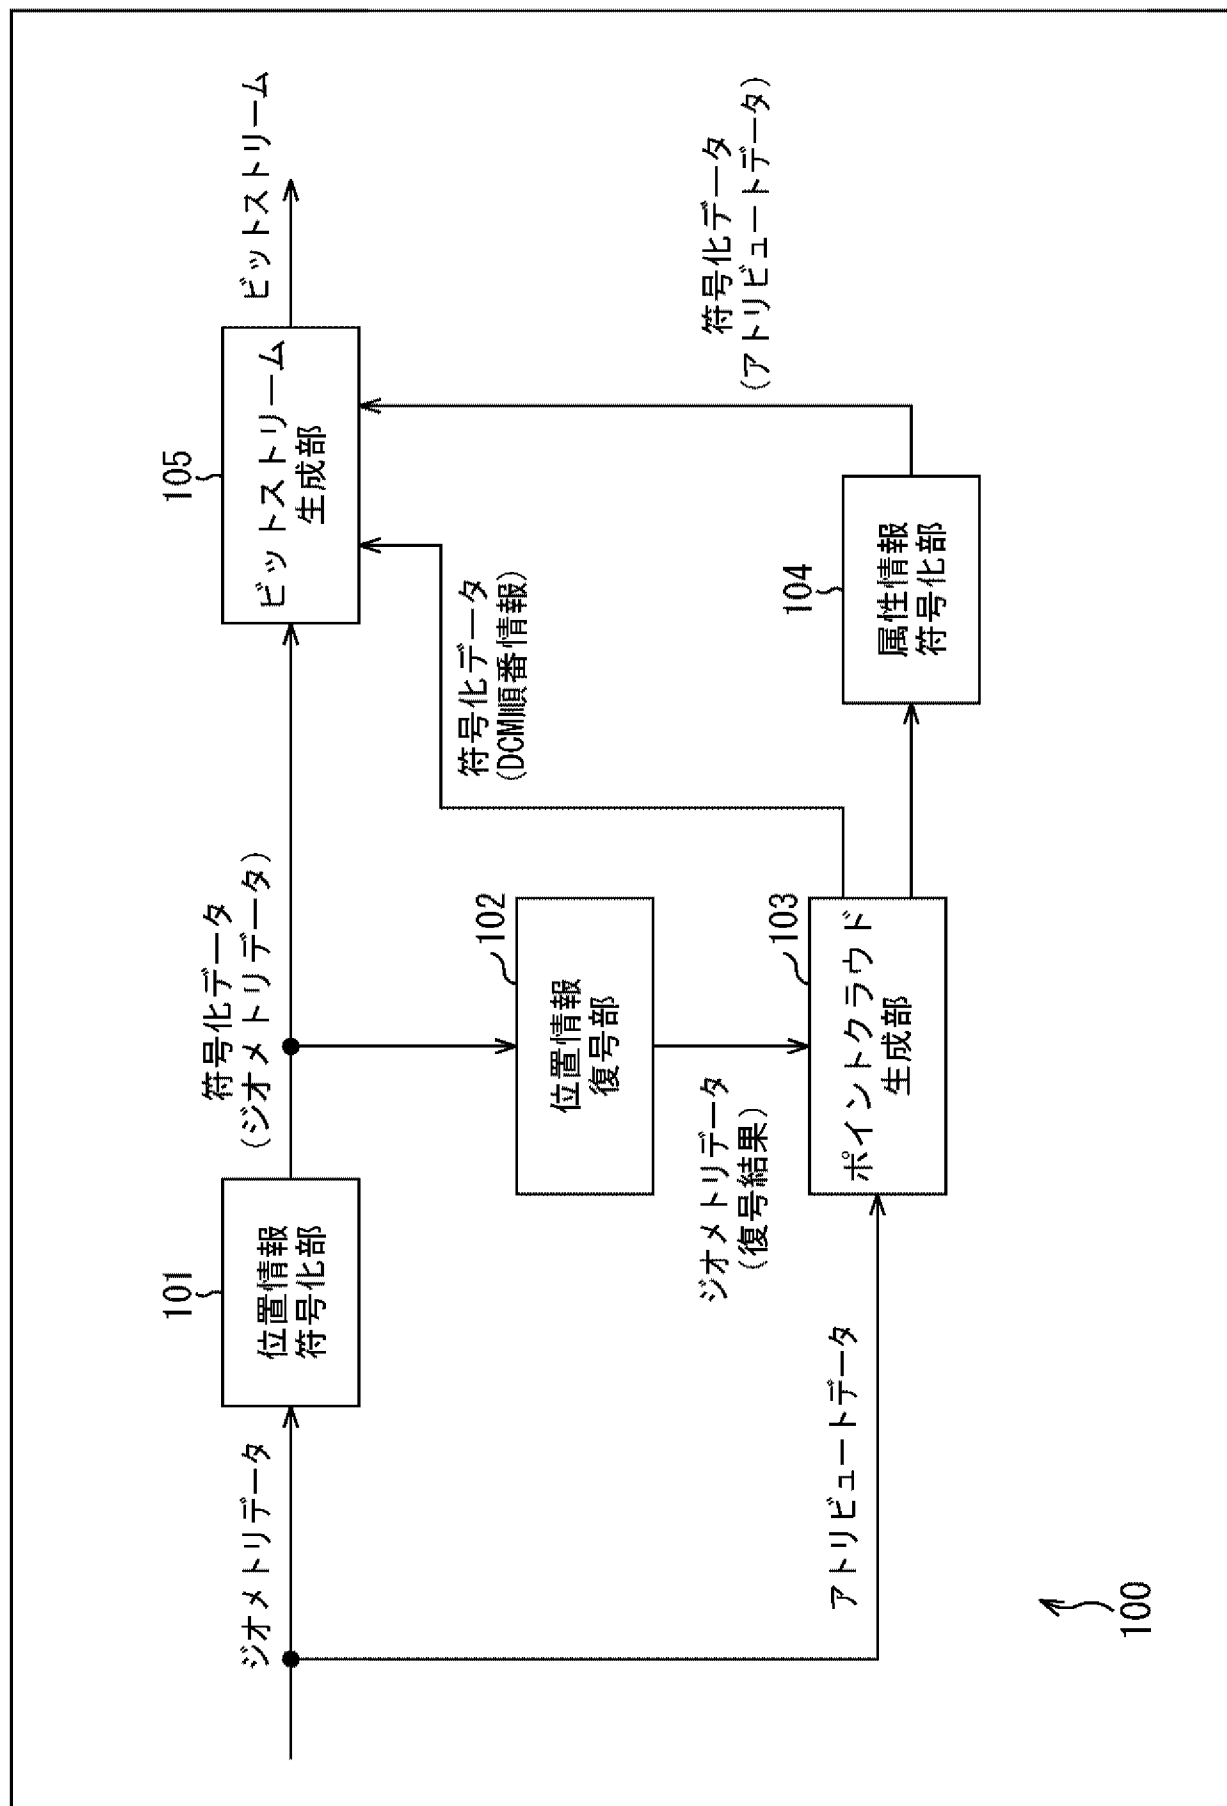 ジオメトリデータ
101
位置情報
符号化部
符号化データ
(ジオメトリデータ)
105
ビットストリーム
生成部
ビットストリーム
102
位置情報
復号部
符号化データ
(DCM順番情報)
ジオメトリデータ
(復号結果)
符号化データ
(アトリビュートデータ)
アトリビュートデータ
103
ポイントクラウド
生成部
104
属性情報
符号化部
100